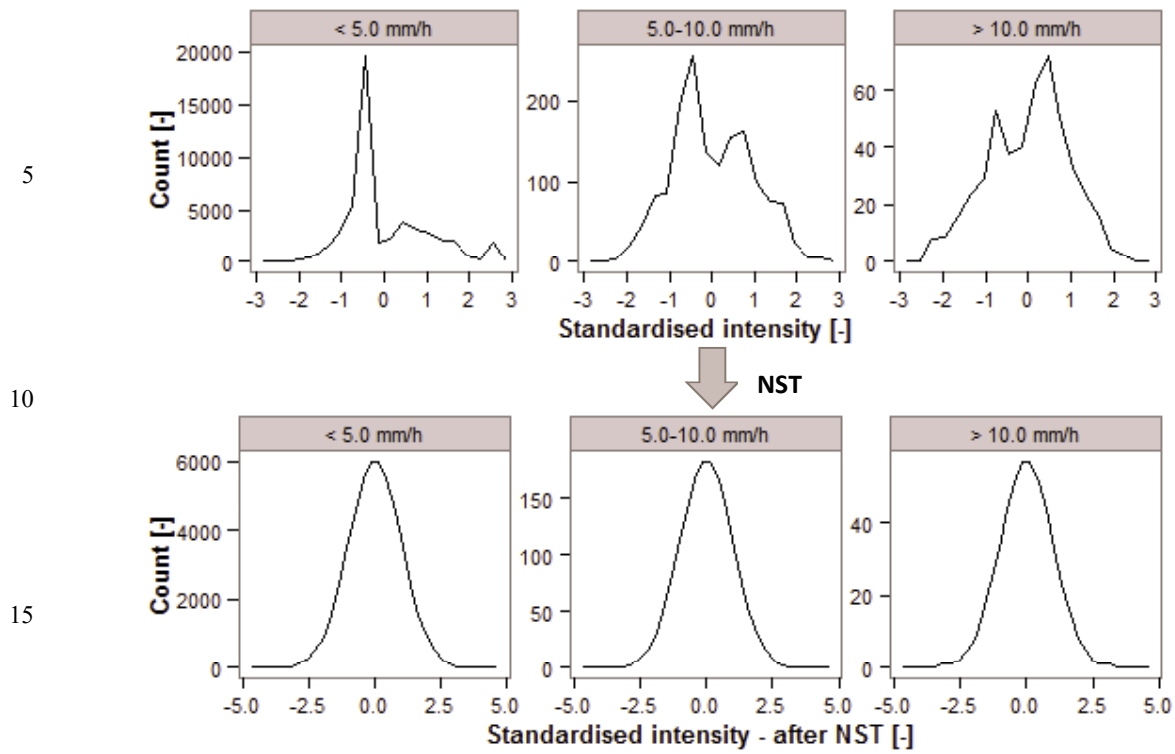 < 5.0 mm/h 5.0-10.0 mm/h > 10.0 mm/h
20000
15000
10000
5000
0
200
100
0
60
40
20
0
Count [-]
5
-3 -2 -1 0 1 2 3 -3 -2 -1 0 1 2 3 -3 -2 -1 0 1 2 3
Standardised intensity [-]
10
NST
< 5.0 mm/h 5.0-10.0 mm/h > 10.0 mm/h
6000
4000
2000
0
150
100
50
0
40
20
0
Count [-]
15
-5.0 -2.5 0.0 2.5 5.0 -5.0 -2.5 0.0 2.5 5.0 -5.0 -2.5 0.0 2.5 5.0
Standardised intensity - after NST [-]